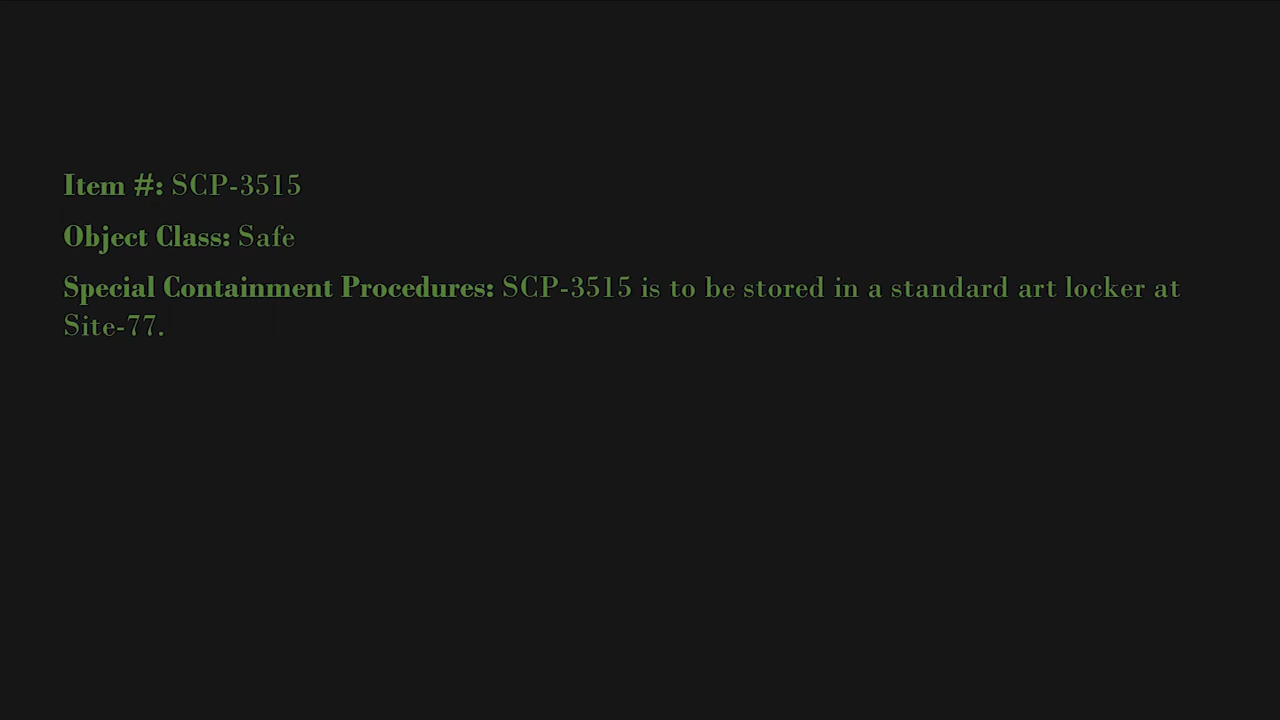 Item #: SCP-3515
Object Class: Safe
Special Containment Procedures: SCP-3515 is to be stored in a standard art locker at
Site-77.